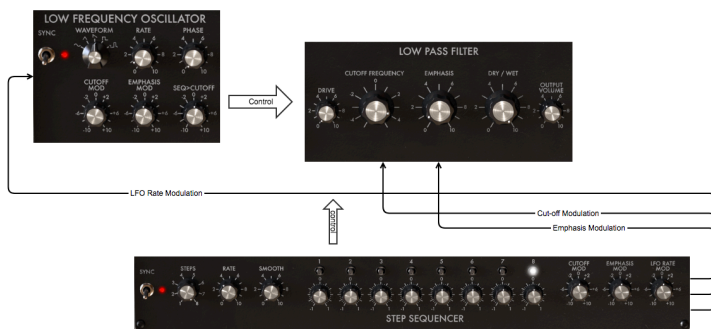 LOW FREQUENCY OSCILLATOR
SYNC
WAVEFORM
RATE
PHASE
CUTOFF MOD
EMPHASIS MOD
SEQ>CUTOFF
Control
LOW PASS FILTER
DRIVE
CUTOFF FREQUENCY
EMPHASIS
DRY / WET
OUTPUT VOLUME
LFO Rate Modulation
Cut-off Modulation
Emphasis Modulation
control
SYNC
STEPS
RATE
SMOOTH
1 2 3 4 5 6 7 8
CUTOFF MOD
EMPHASIS MOD
LFO RATE MOD
STEP SEQUENCER